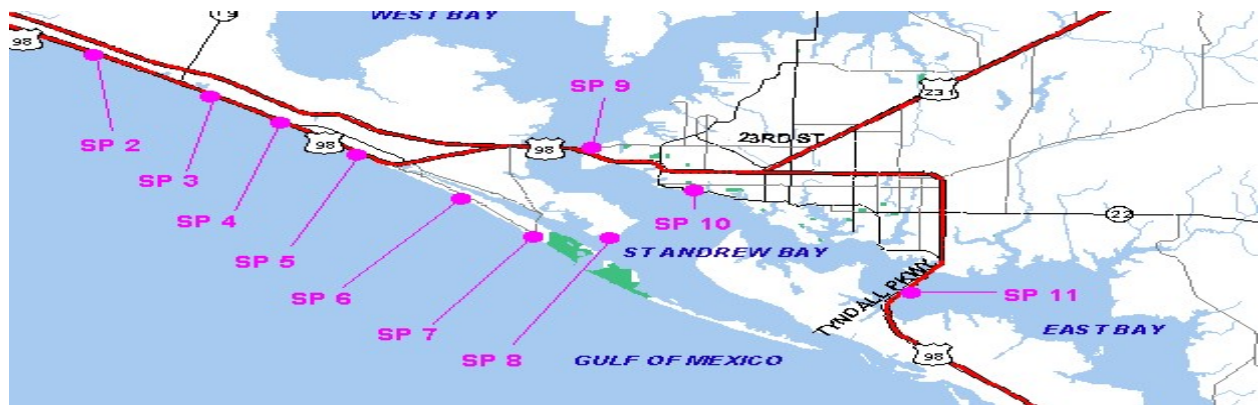 19
WEST BAY
98
SP 9
231
SP 2
23RD ST
98
98
SP 3
SP 4
22
SP 10
SP 5
ST ANDREW BAY
SP 6
SP 11
TYNDALL PKWY
SP 7
EAST BAY
SP 8
GULF OF MEXICO
98